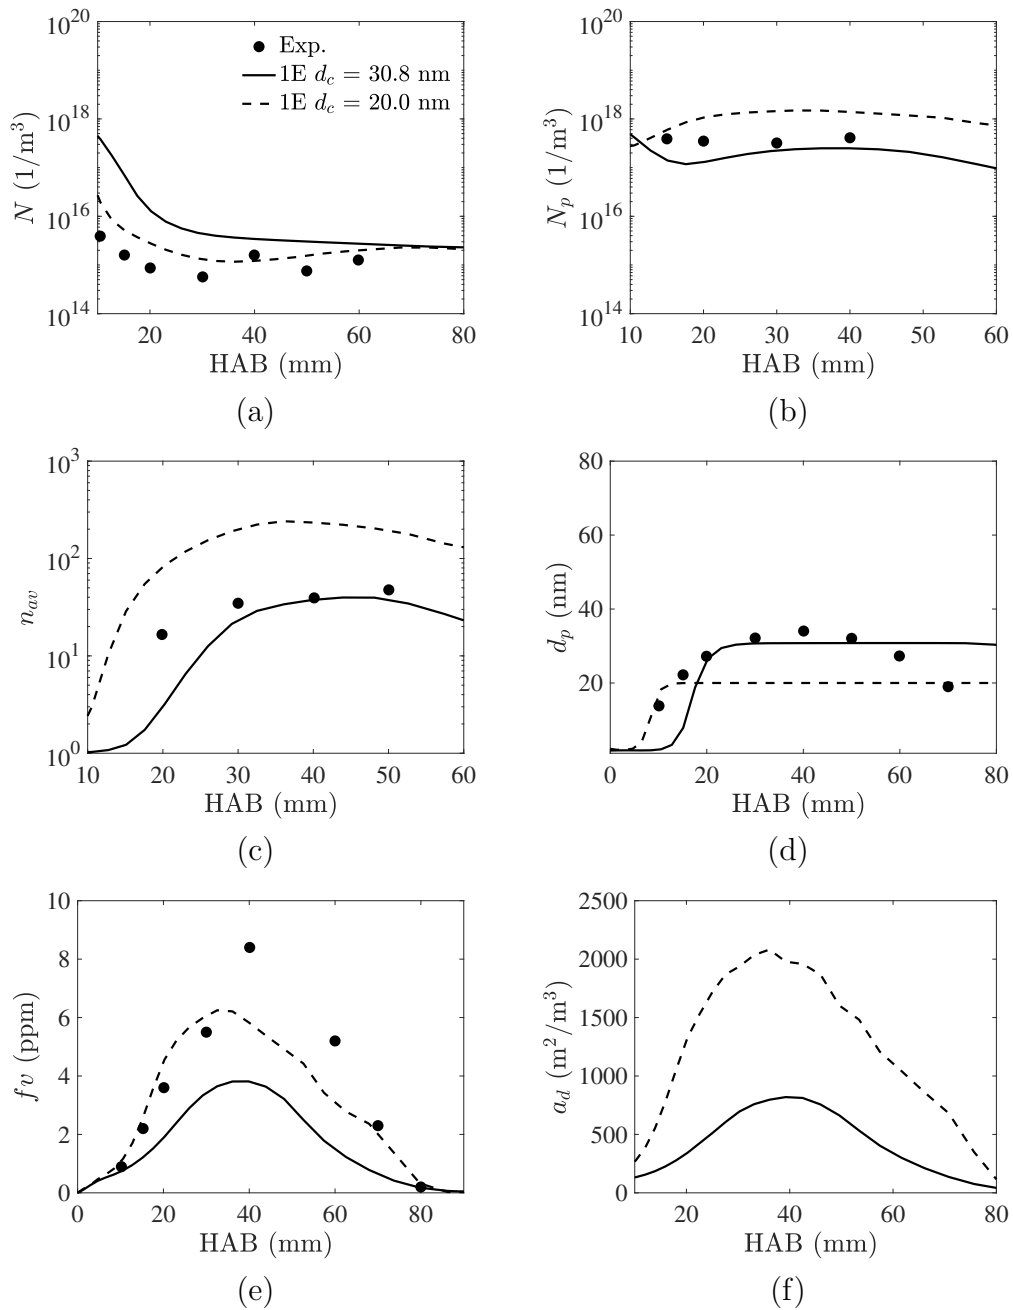 10^20
10^18
10^16
10^14
N (1/m^3)
Exp.
1E d_c = 30.8 nm
1E d_c = 20.0 nm
20 40 60 80
HAB (mm)
(a)
10^20
10^18
10^16
10^14
N_p (1/m^3)
10 20 30 40 50 60
HAB (mm)
(b)
10^3
10^2
10^1
10^0
n_av
10 20 30 40 50 60
HAB (mm)
(c)
80
60
40
20
d_p (nm)
0 20 40 60 80
HAB (mm)
(d)
10
8
6
4
2
0
fv (ppm)
0 20 40 60 80
HAB (mm)
(e)
2500
2000
1500
1000
500
0
a_d (m^2/m^3)
20 40 60 80
HAB (mm)
(f)